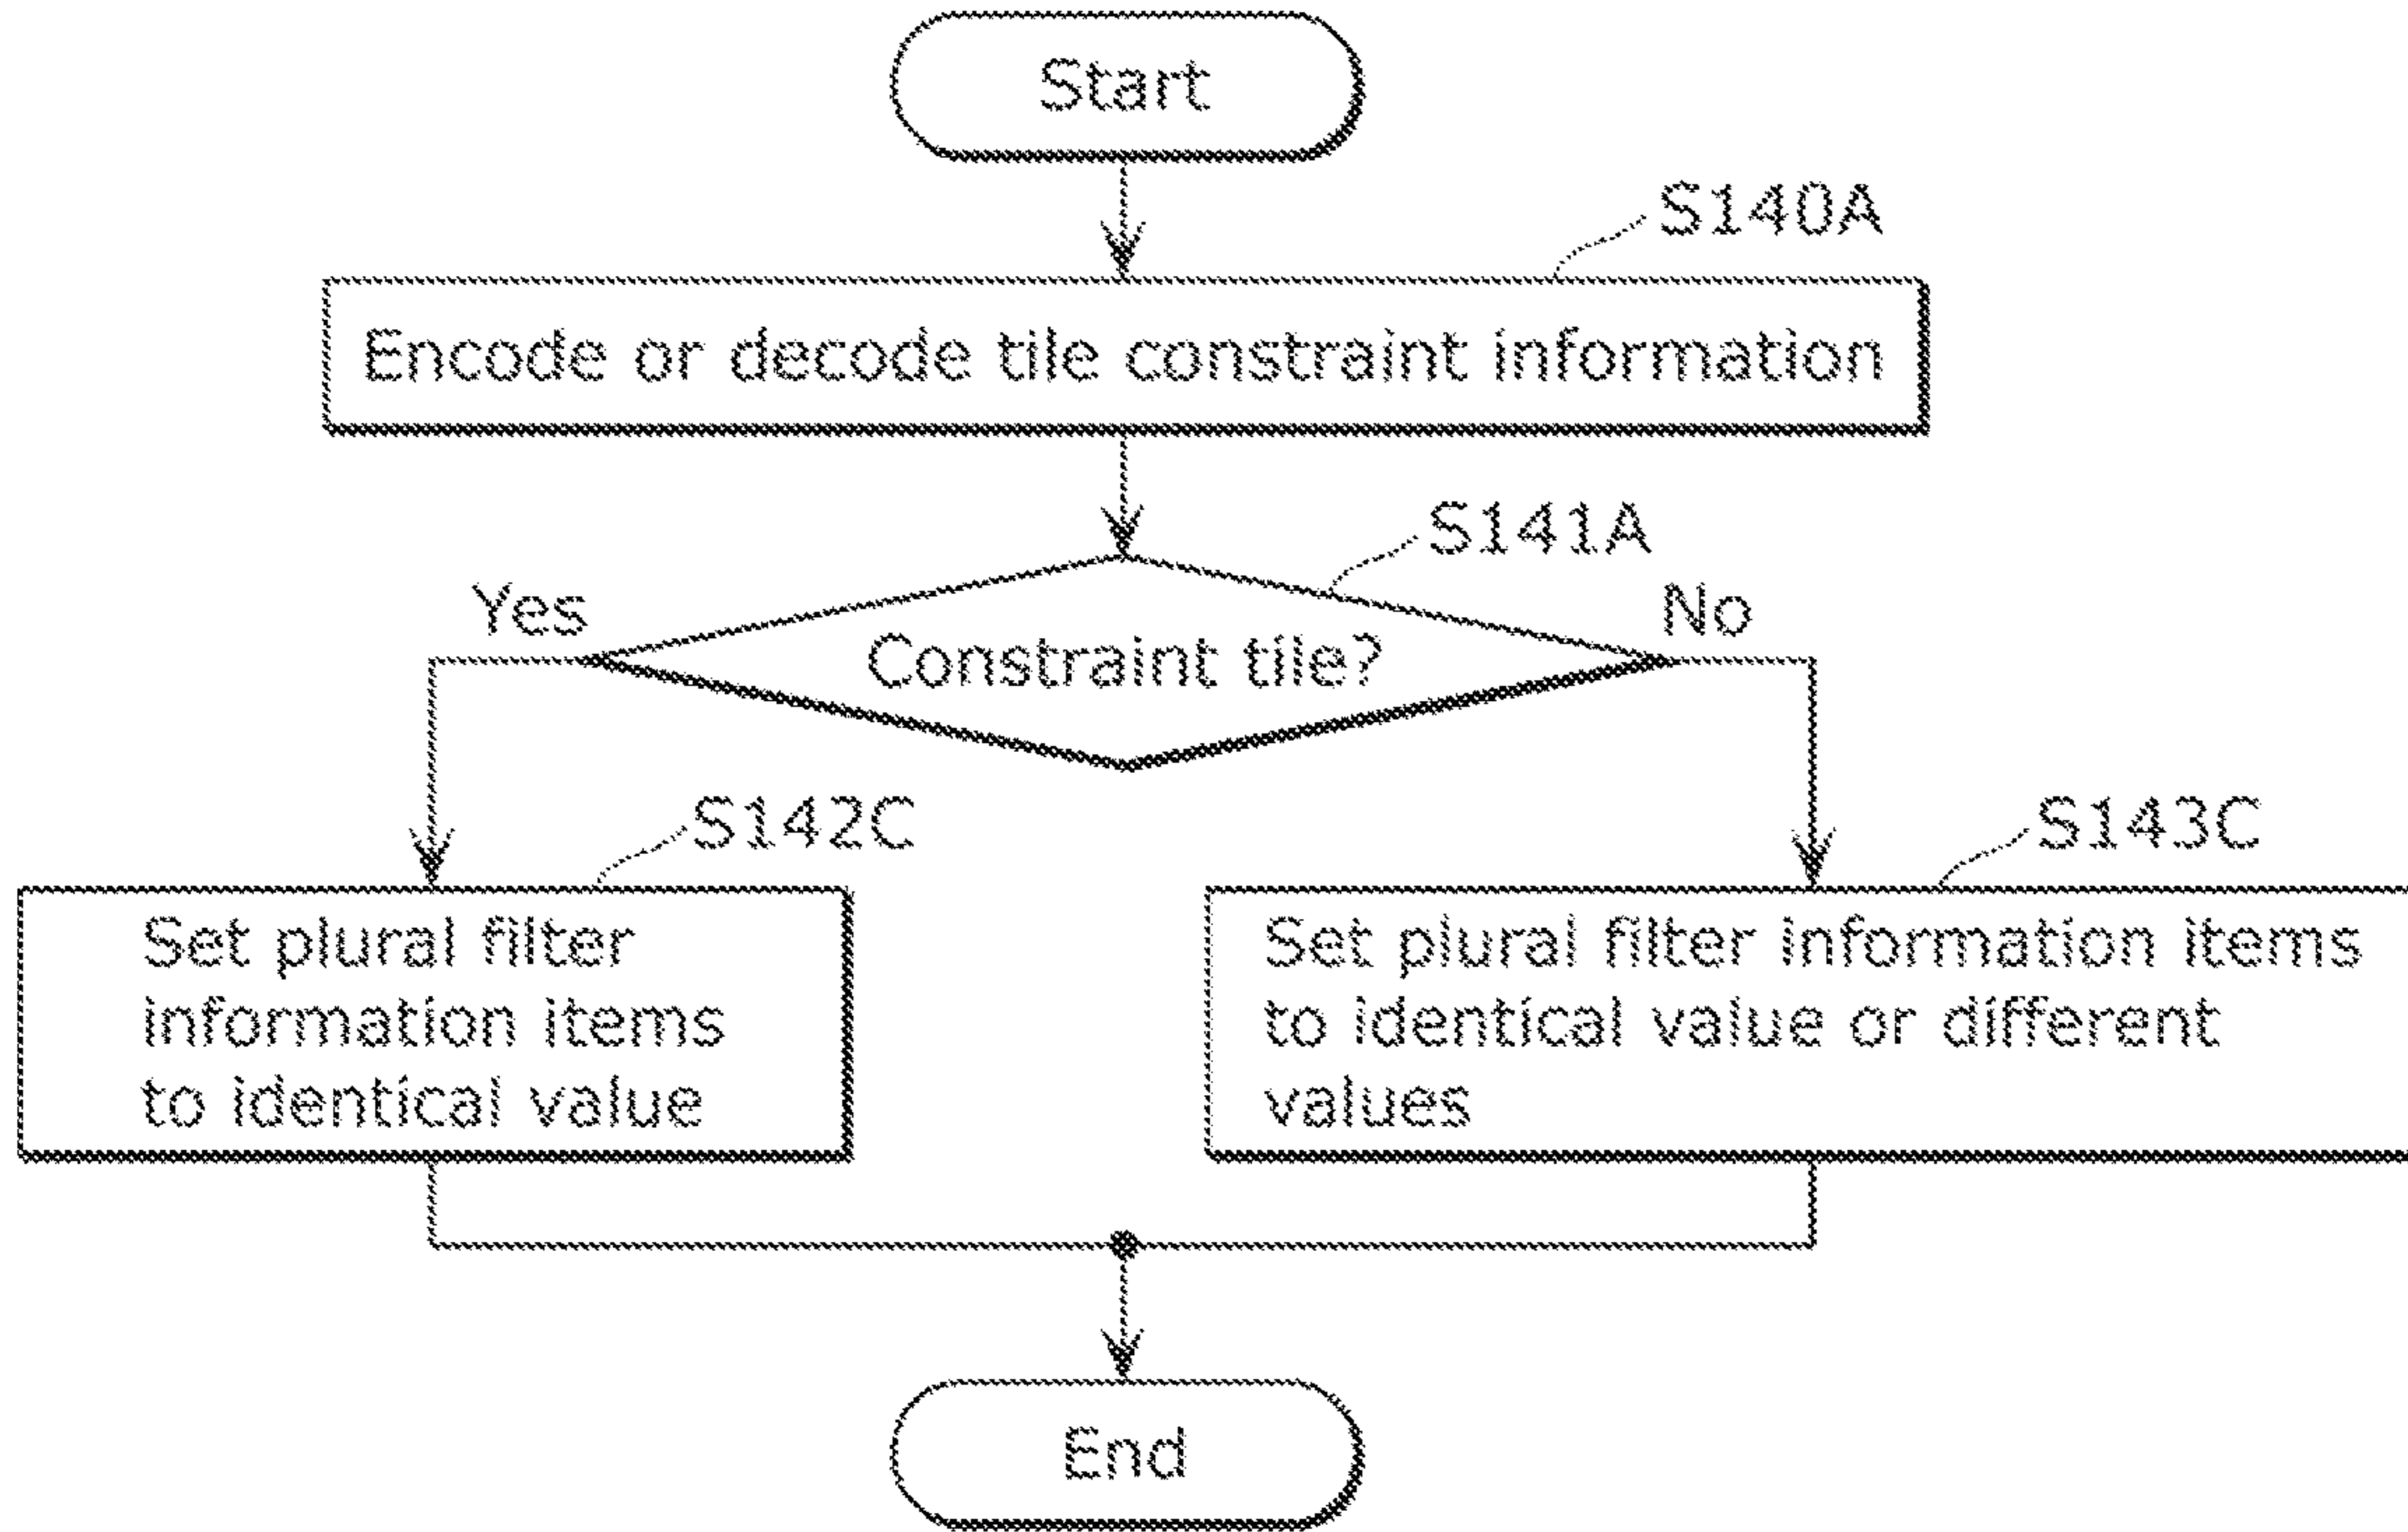 Start
S140A
Encode or decode tile constraint information
S141A
Yes
No
Constraint tile?
S142C
S143C
Set plural filter
information items
to identical value
Set plural filter information items
to identical value or different
values
End